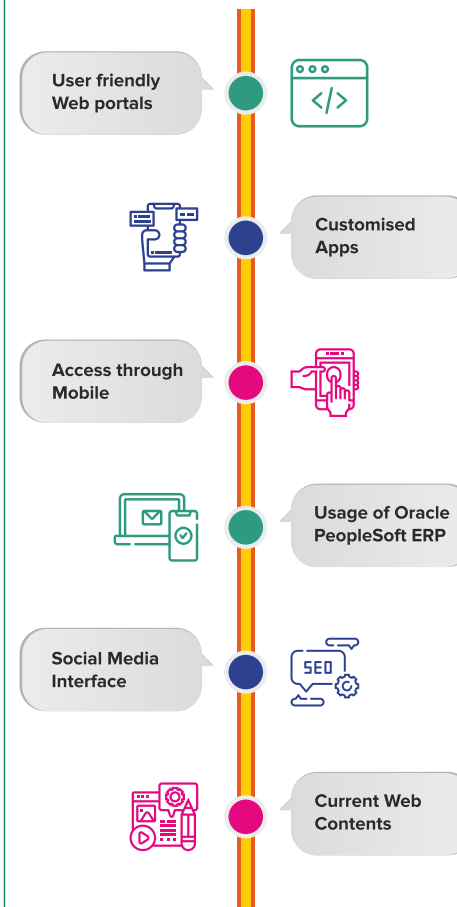 User friendly
Web portals
</>
Customised
Apps
Access through
Mobile
Usage of Oracle
PeopleSoft ERP
Social Media
Interface
SEO
Current Web
Contents